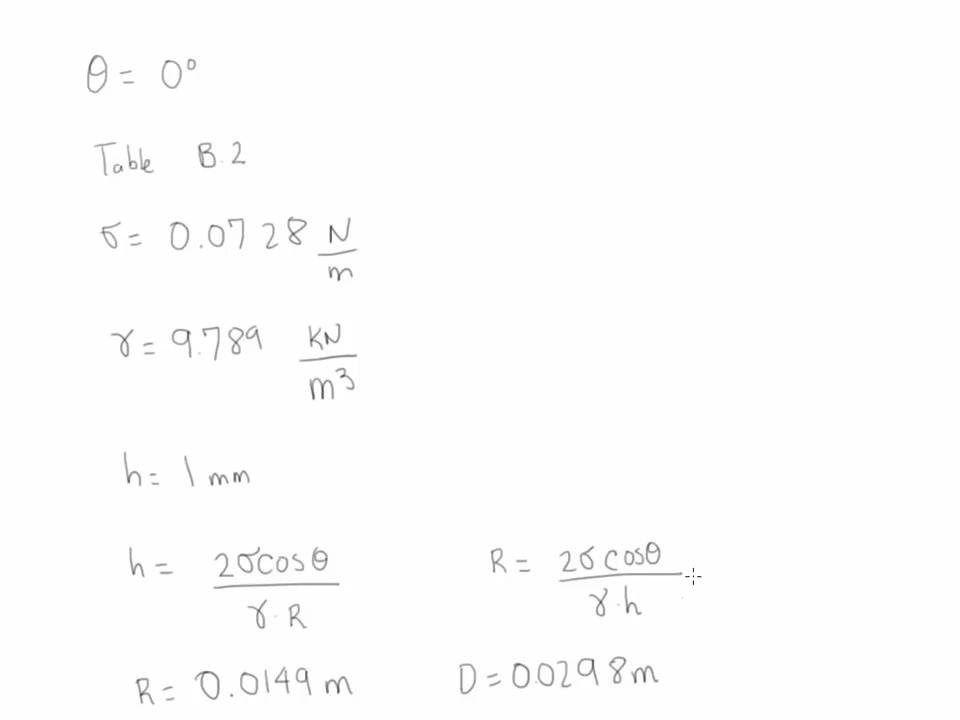 θ = 0°
Table B.2
σ = 0.0728 N/m
γ = 9.789 KN/m³
h = 1 mm
h = 2σcosθ / γ·R
R = 2σcosθ / γ·h
R = 0.0149 m
D = 0.0298 m